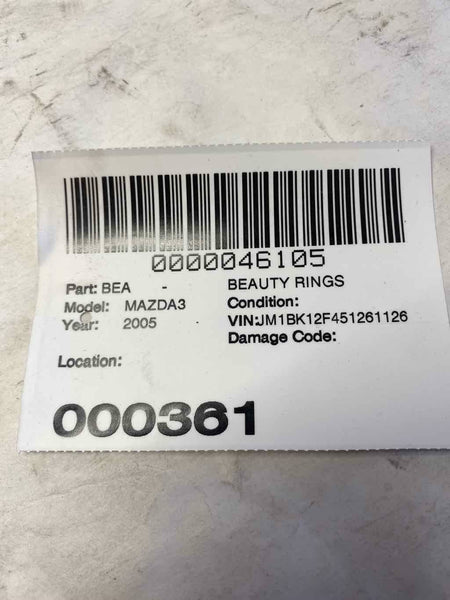 0000046105
Part: BEA - BEAUTY RINGS
Model: MAZDA3 Condition:
Year: 2005 VIN:JM1BK12F451261126
Damage Code:
Location:
000361